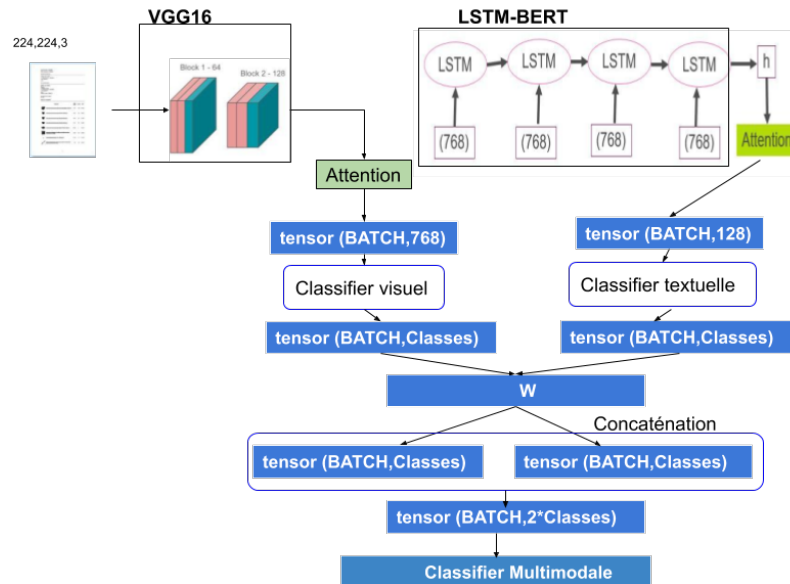 VGG16
LSTM-BERT
224,224,3
Block 1 - 64
Block 2 - 128
LSTM
LSTM
LSTM
LSTM
h
(768)
(768)
(768)
(768)
Attention
Attention
tensor (BATCH,768)
tensor (BATCH,128)
Classifier visuel
Classifier textuelle
tensor (BATCH,Classes)
tensor (BATCH,Classes)
W
Concaténation
tensor (BATCH,Classes)
tensor (BATCH,Classes)
tensor (BATCH,2*Classes)
Classifier Multimodale